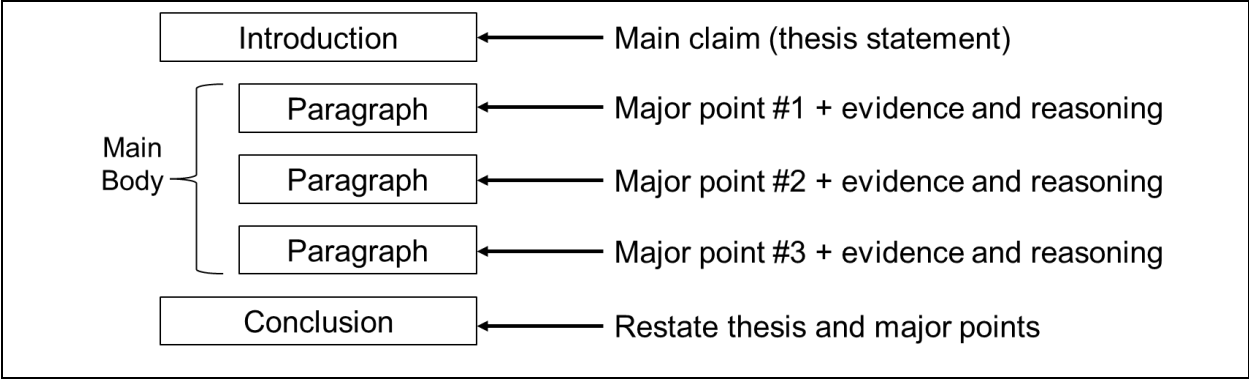 Introduction
Main claim (thesis statement)
Paragraph
Major point #1 + evidence and reasoning
Main
Body
Paragraph
Major point #2 + evidence and reasoning
Paragraph
Major point #3 + evidence and reasoning
Conclusion
Restate thesis and major points